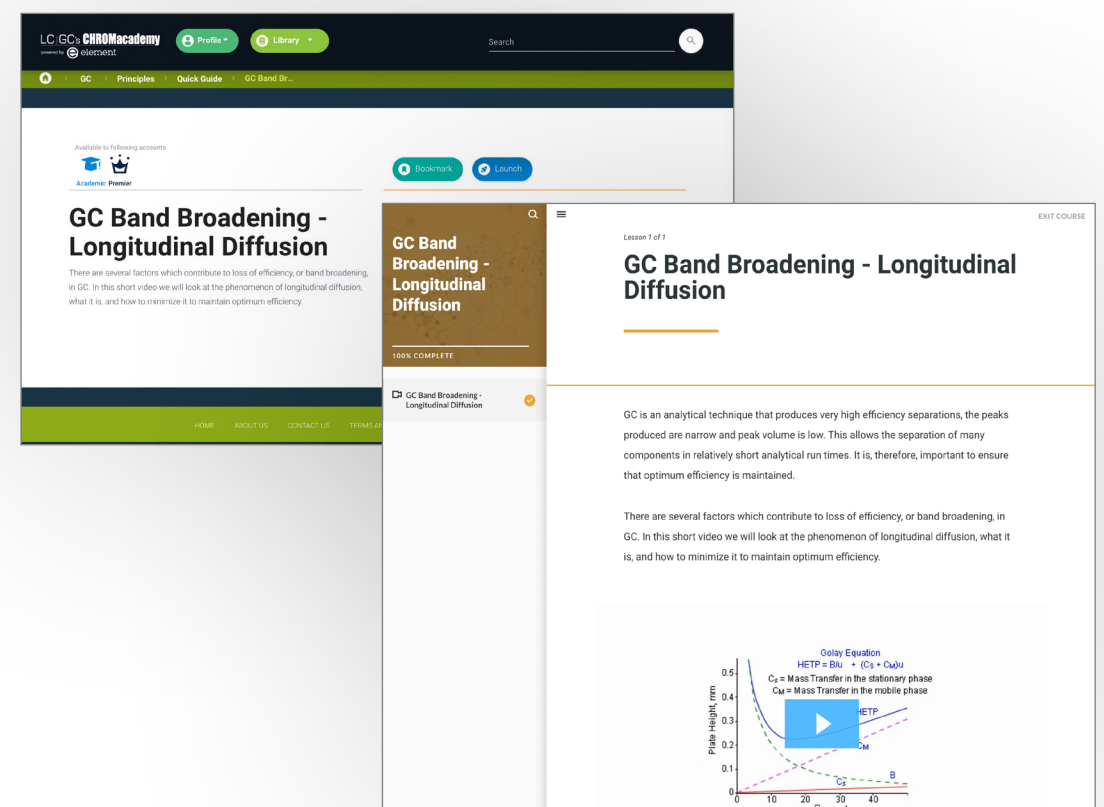 LC|GC's CHROMacademy
powered by element
Profile
Library
Search
GC
Principles
Quick Guide
GC Band Br...
Available to following accounts
Academic Premier
Bookmark
Launch
GC Band Broadening -
Longitudinal Diffusion
There are several factors which contribute to loss of efficiency, or band broadening,
in GC. In this short video we will look at the phenomenon of longitudinal diffusion,
what it is, and how to minimize it to maintain optimum efficiency.
HOME ABOUT US CONTACT US TERMS AN
GC Band
Broadening -
Longitudinal
Diffusion
100% COMPLETE
GC Band Broadening -
Longitudinal Diffusion
EXIT COURSE
Lesson 1 of 1
GC Band Broadening - Longitudinal
Diffusion
GC is an analytical technique that produces very high efficiency separations, the peaks
produced are narrow and peak volume is low. This allows the separation of many
components in relatively short analytical run times. It is, therefore, important to ensure
that optimum efficiency is maintained.
There are several factors which contribute to loss of efficiency, or band broadening, in
GC. In this short video we will look at the phenomenon of longitudinal diffusion, what it
is, and how to minimize it to maintain optimum efficiency.
Golay Equation
HETP = B/u + (Cs + CM)u
Cs = Mass Transfer in the stationary phase
CM = Mass Transfer in the mobile phase
Plate Height, mm
0.5
0.4
0.3
0.2
0.1
0
HETP
CM
B
Cs
0 10 20 30 40